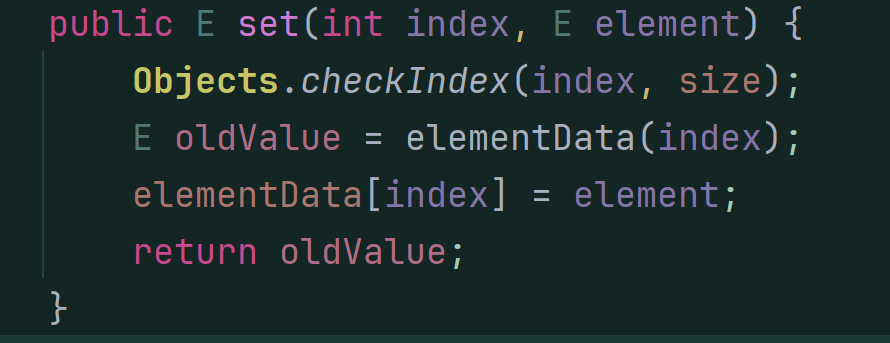 public E set(int index, E element) {
    Objects.checkIndex(index, size);
    E oldValue = elementData(index);
    elementData[index] = element;
    return oldValue;
}